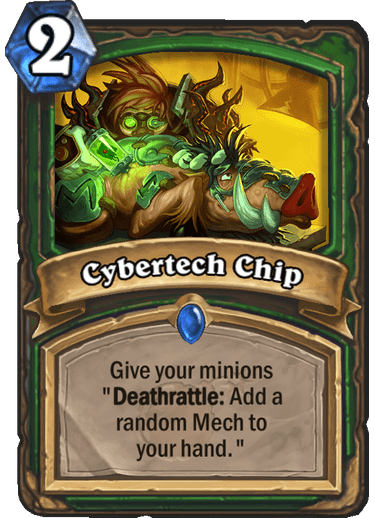 2
Cybertech Chip
Give your minions
"Deathrattle: Add a
random Mech to
your hand."